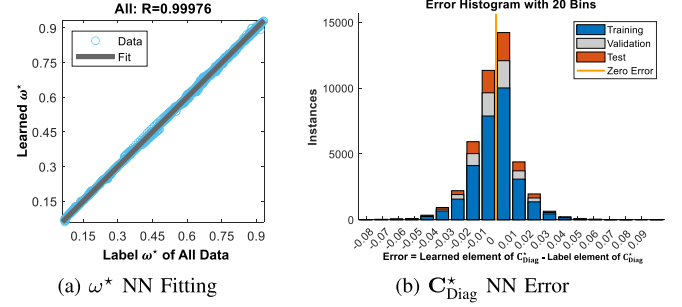 All: R=0.99976
Data
Fit
Learned ω*
0.9
0.75
0.6
0.45
0.3
0.15
0.15 0.3 0.45 0.6 0.75 0.9
Label ω* of All Data
(a) ω* NN Fitting
Error Histogram with 20 Bins
Training
Validation
Test
Zero Error
Instances
15000
10000
5000
0
-0.08 -0.07 -0.06 -0.05 -0.04 -0.03 -0.02 -0.01 0 0.01 0.02 0.03 0.04 0.05 0.06 0.07 0.08 0.09
Error = Learned element of C*Diag - Label element of C*Diag
(b) C*Diag NN Error